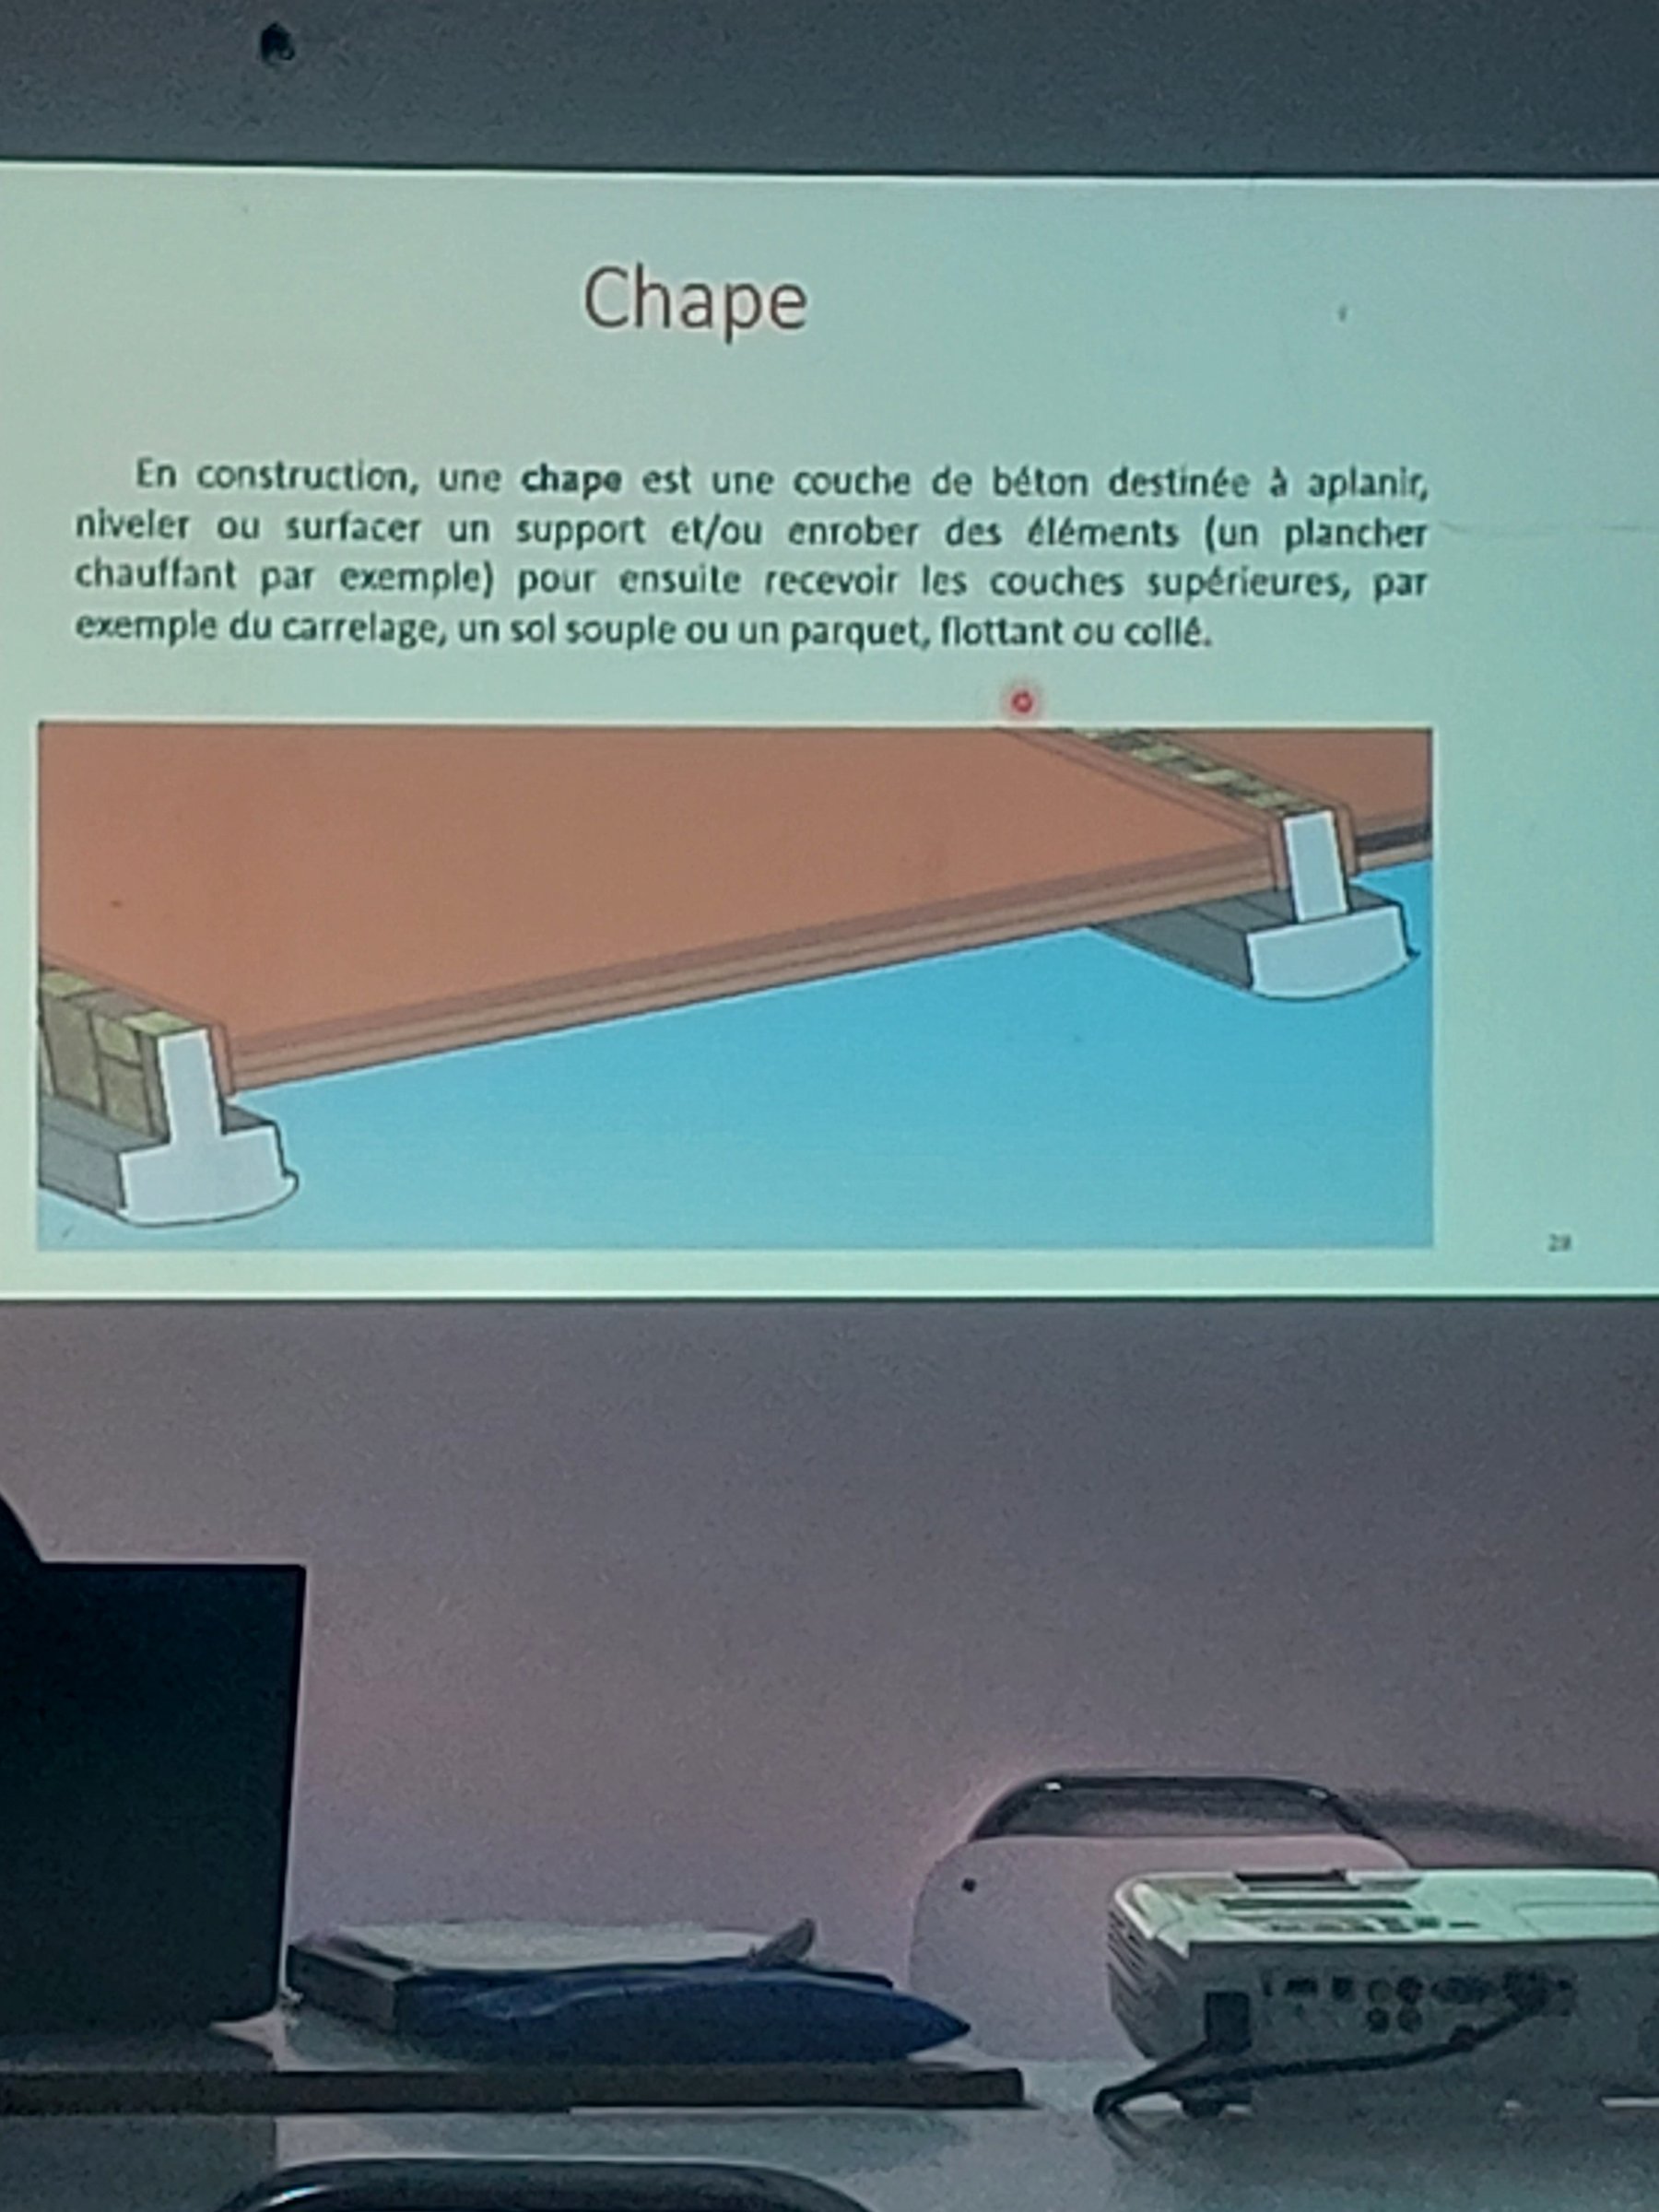 Chape
En construction, une chape est une couche de béton destinée à aplanir,
niveler ou surfacer un support et/ou enrober des éléments (un plancher
chauffant par exemple) pour ensuite recevoir les couches supérieures, par
exemple du carrelage, un sol souple ou un parquet, flottant ou collé.
28